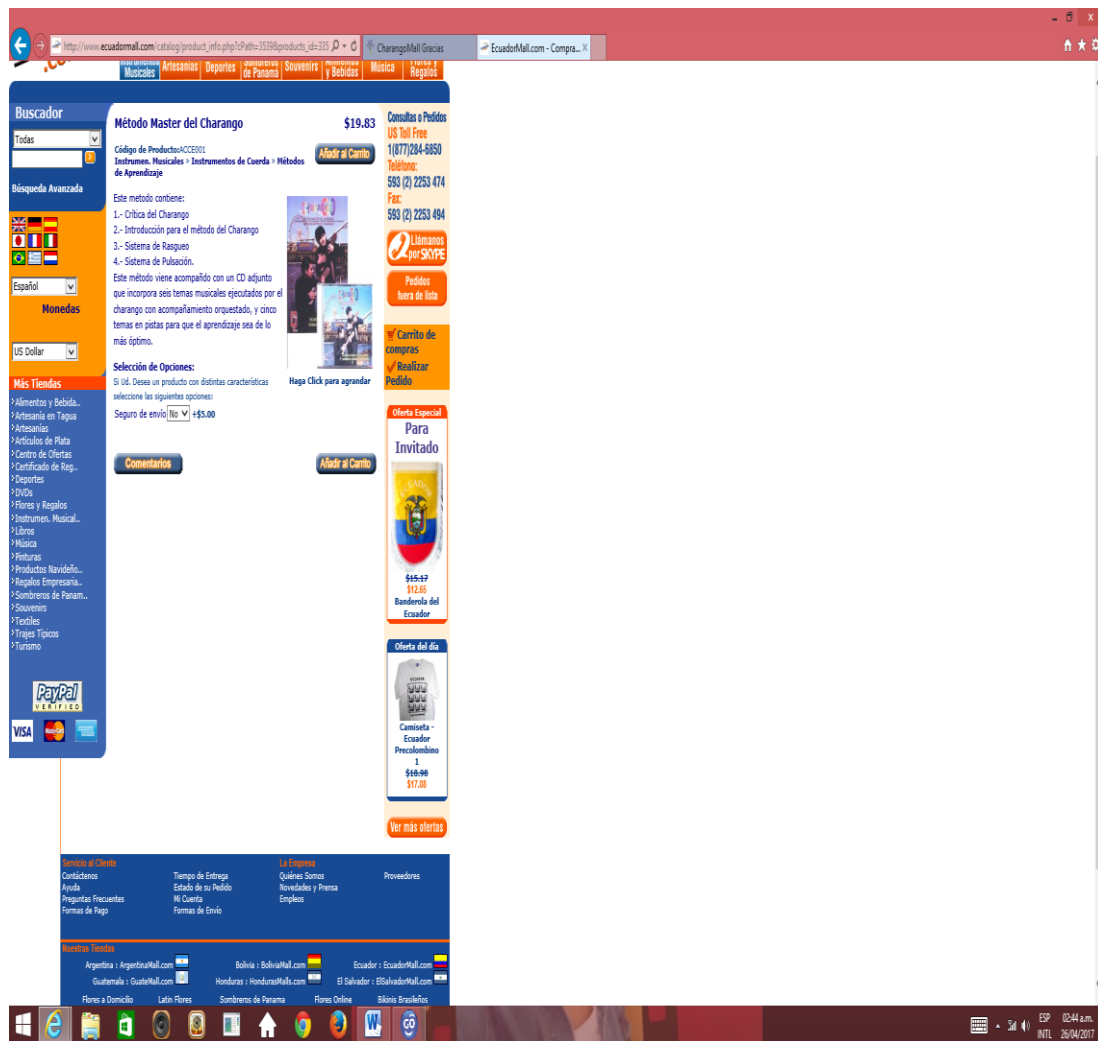 http://www.ecuadormall.com/catalog/product_info.php?cPath=3539&products_id=335
CharangoMall Gracias
EcuadorMall.com - Compra...
Musicales
Artesanías
Deportes
de Panamá
Souvenirs
y Bebidas
Música
Regalos
Buscador
Todas
Búsqueda Avanzada
Español
Monedas
US Dollar
Más Tiendas
Alimentos y Bebida..
Artesanía en Tagua
Artesanías
Artículos de Plata
Centro de Ofertas
Certificado de Reg..
Deportes
DVDs
Flores y Regalos
Instrumen. Musical..
Libros
Música
Pinturas
Productos Navideño..
Regalos Empresaria..
Sombreros de Panam..
Souvenirs
Textiles
Trajes Típicos
Turismo
PayPal
VERIFIED
VISA
Método Master del Charango $19.83
Código de Producto:ACCE001
Añadir al Carrito
Instrumen. Musicales > Instrumentos de Cuerda > Métodos
de Aprendizaje
Este metodo contiene:
1.- Crítica del Charango
2.- Introducción para el método del Charango
3.- Sistema de Rasgueo
4.- Sistema de Pulsación.
Este método viene acompañdo con un CD adjunto
que incorpora seis temas musicales ejecutados por el
charango con acompañamiento orquestado, y cinco
temas en pistas para que el aprendizaje sea de lo
más óptimo.
Haga Click para agrandar
Selección de Opciones:
Si Ud. Desea un producto con distintas características
seleccione las siguientes opciones:
Seguro de envío No +$5.00
Comentarios
Añadir al Carrito
Consultas o Pedidos
US Toll Free
1(877)284-6850
Teléfono:
593 (2) 2253 474
Fax:
593 (2) 2253 494
Llámanos
por SKYPE
Pedidos
fuera de lista
Carrito de
compras
Realizar
Pedido
Oferta Especial
Para
Invitado
ECUADOR
$15.17
$12.65
Banderola del
Ecuador
Oferta del día
Camiseta -
Ecuador
Precolombino
1
$18.98
$17.08
Ver más ofertas
Servicio al Cliente
Contáctenos
Ayuda
Preguntas Frecuentes
Formas de Pago
Tiempo de Entrega
Estado de su Pedido
Mi Cuenta
Formas de Envío
La Empresa
Quiénes Somos
Novedades y Prensa
Empleos
Proveedores
Nuestras Tiendas
Argentina : ArgentinaMall.com
Bolivia : BoliviaMall.com
Ecuador : EcuadorMall.com
Guatemala : GuateMall.com
Honduras : HondurasMalls.com
El Salvador : ElSalvadorMall.com
Flores a Domicilio
Latin Flores
Sombreros de Panama
Flores Online
Bikinis Brasileños
ESP
INTL
02:44 a.m.
26/04/2017